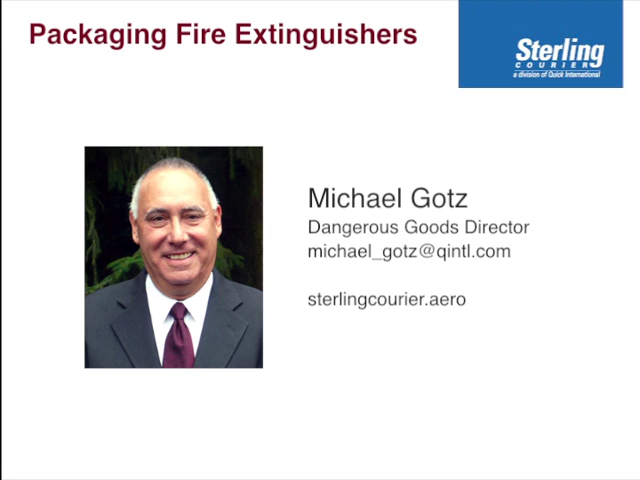 Packaging Fire Extinguishers
Sterling
COURIER
a division of Quick International
Michael Gotz
Dangerous Goods Director
michael_gotz@qintl.com
sterlingcourier.aero